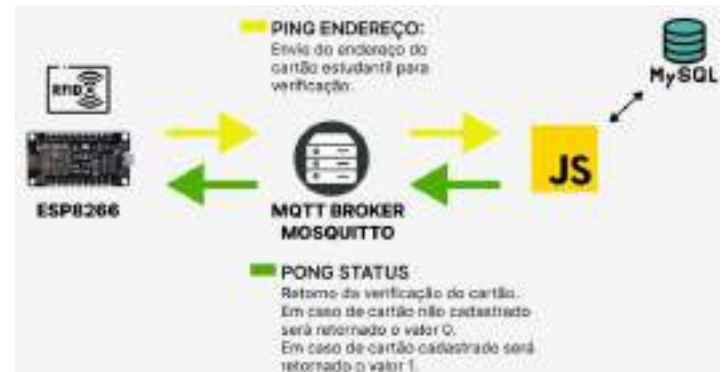 PING ENDEREÇO:
Envio do endereço do
cartão estudantil para
verificação.
RFID
MySQL
JS
ESP8266
MQTT BROKER
MOSQUITTO
PONG STATUS
Retorno da verificação do cartão.
Em caso de cartão não cadastrado
será retornado o valor 0.
Em caso de cartão cadastrado será
retornado o valor 1.